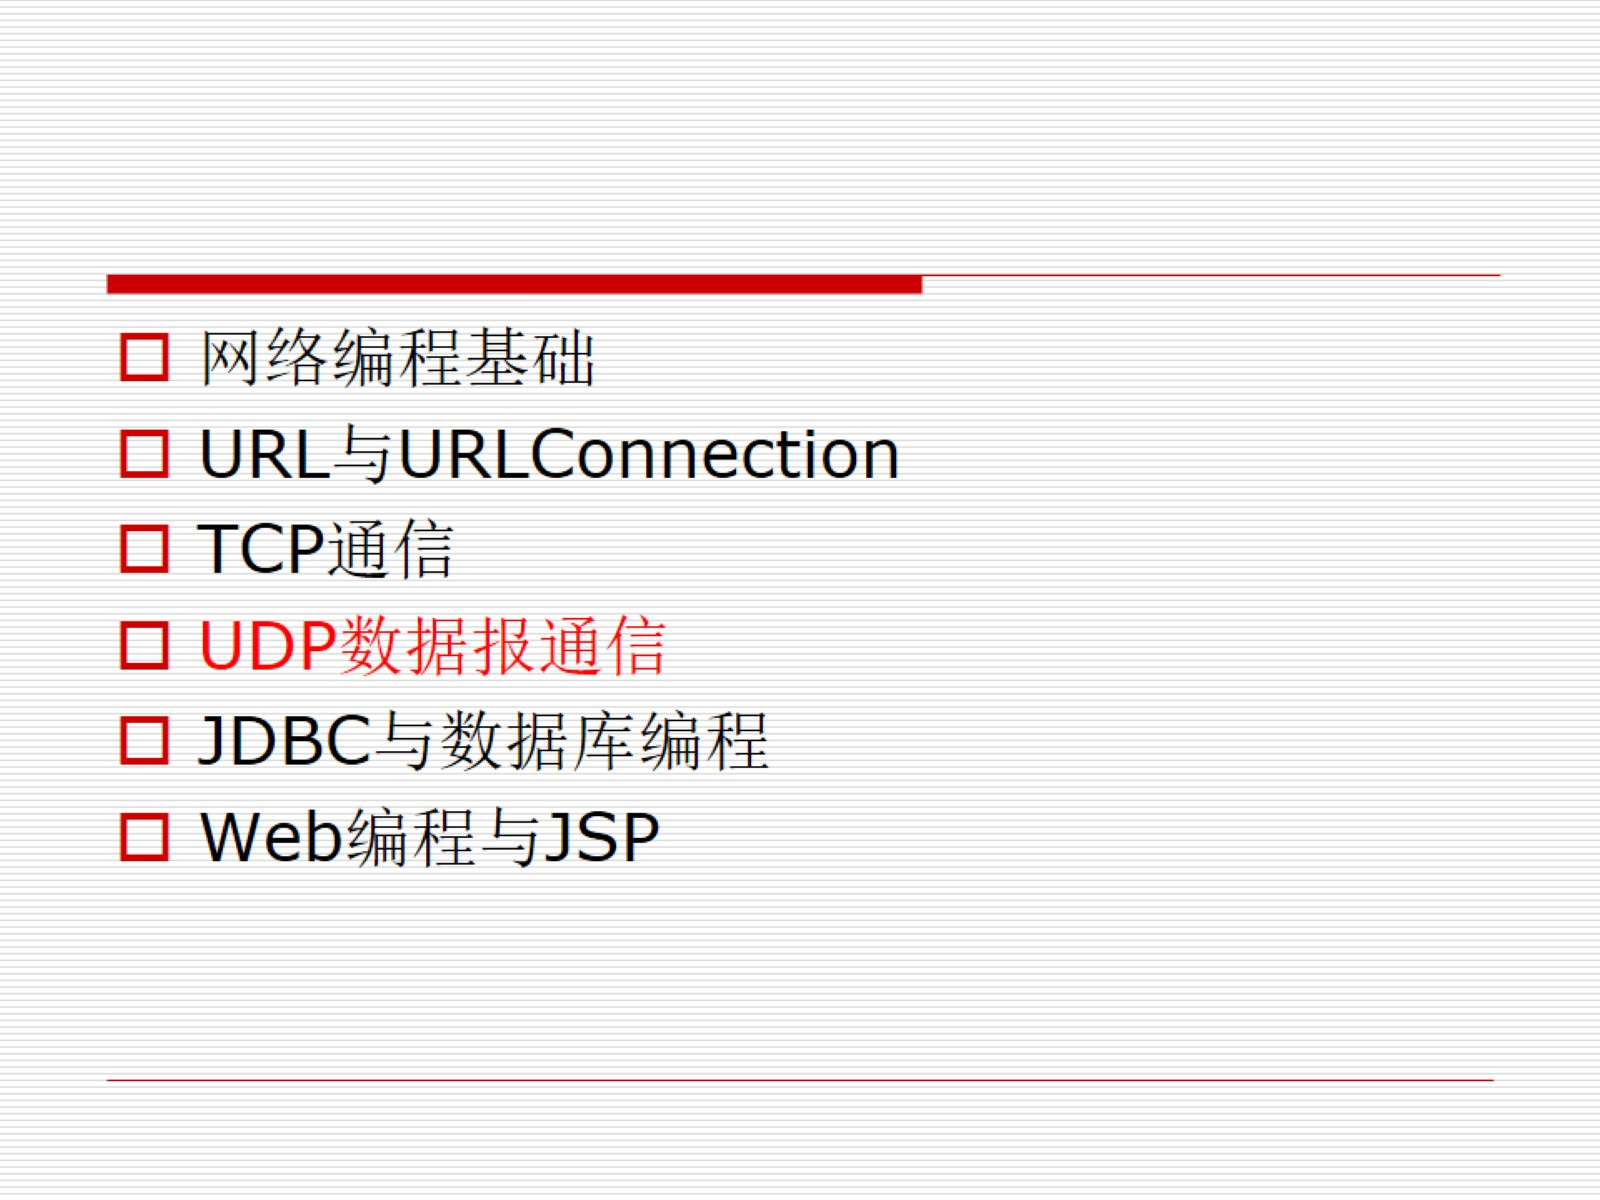 网络编程基础
URL与URLConnection
TCP通信
UDP数据报通信
JDBC与数据库编程
Web编程与JSP